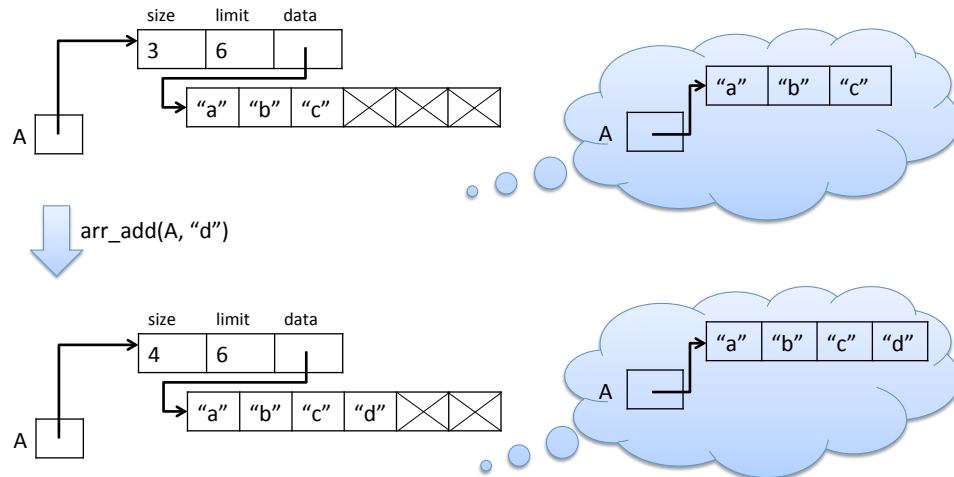 size limit data
3 6
“a” “b” “c”
A
“a” “b” “c”
A
arr_add(A, “d”)
size limit data
4 6
“a” “b” “c” “d”
A
“a” “b” “c” “d”
A